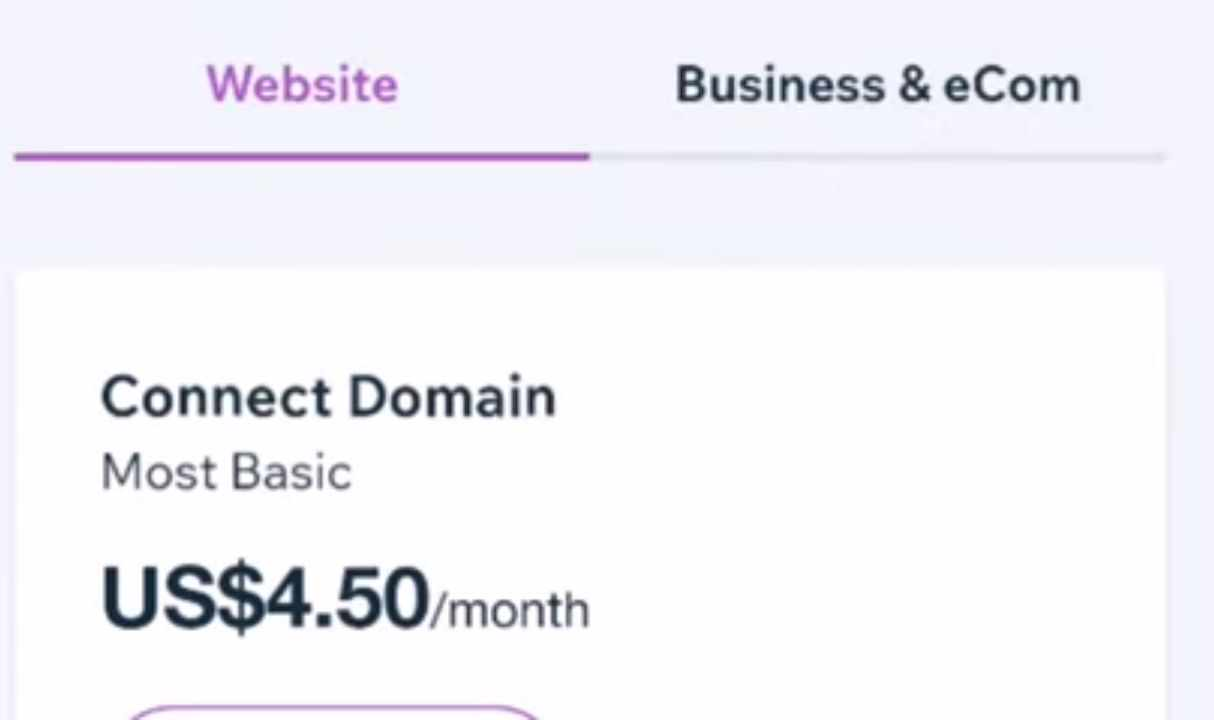 Website
Business & eCom
Connect Domain
Most Basic
US$4.50/month